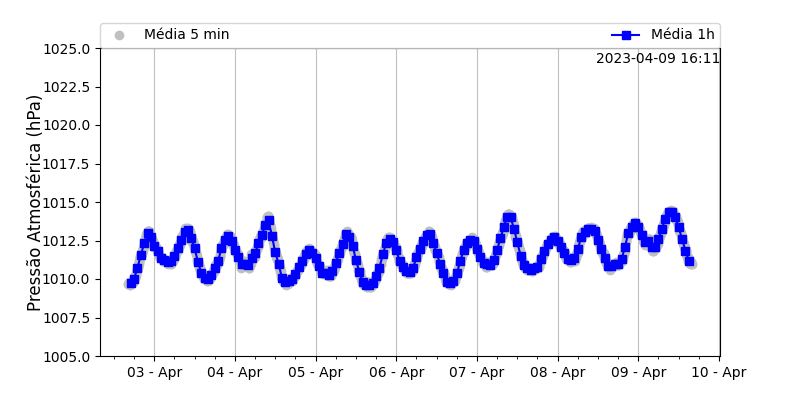 Média 5 min
Média 1h
2023-04-09 16:11
Pressão Atmosférica (hPa)
1025.0
1022.5
1020.0
1017.5
1015.0
1012.5
1010.0
1007.5
1005.0
03 - Apr
04 - Apr
05 - Apr
06 - Apr
07 - Apr
08 - Apr
09 - Apr
10 - Apr